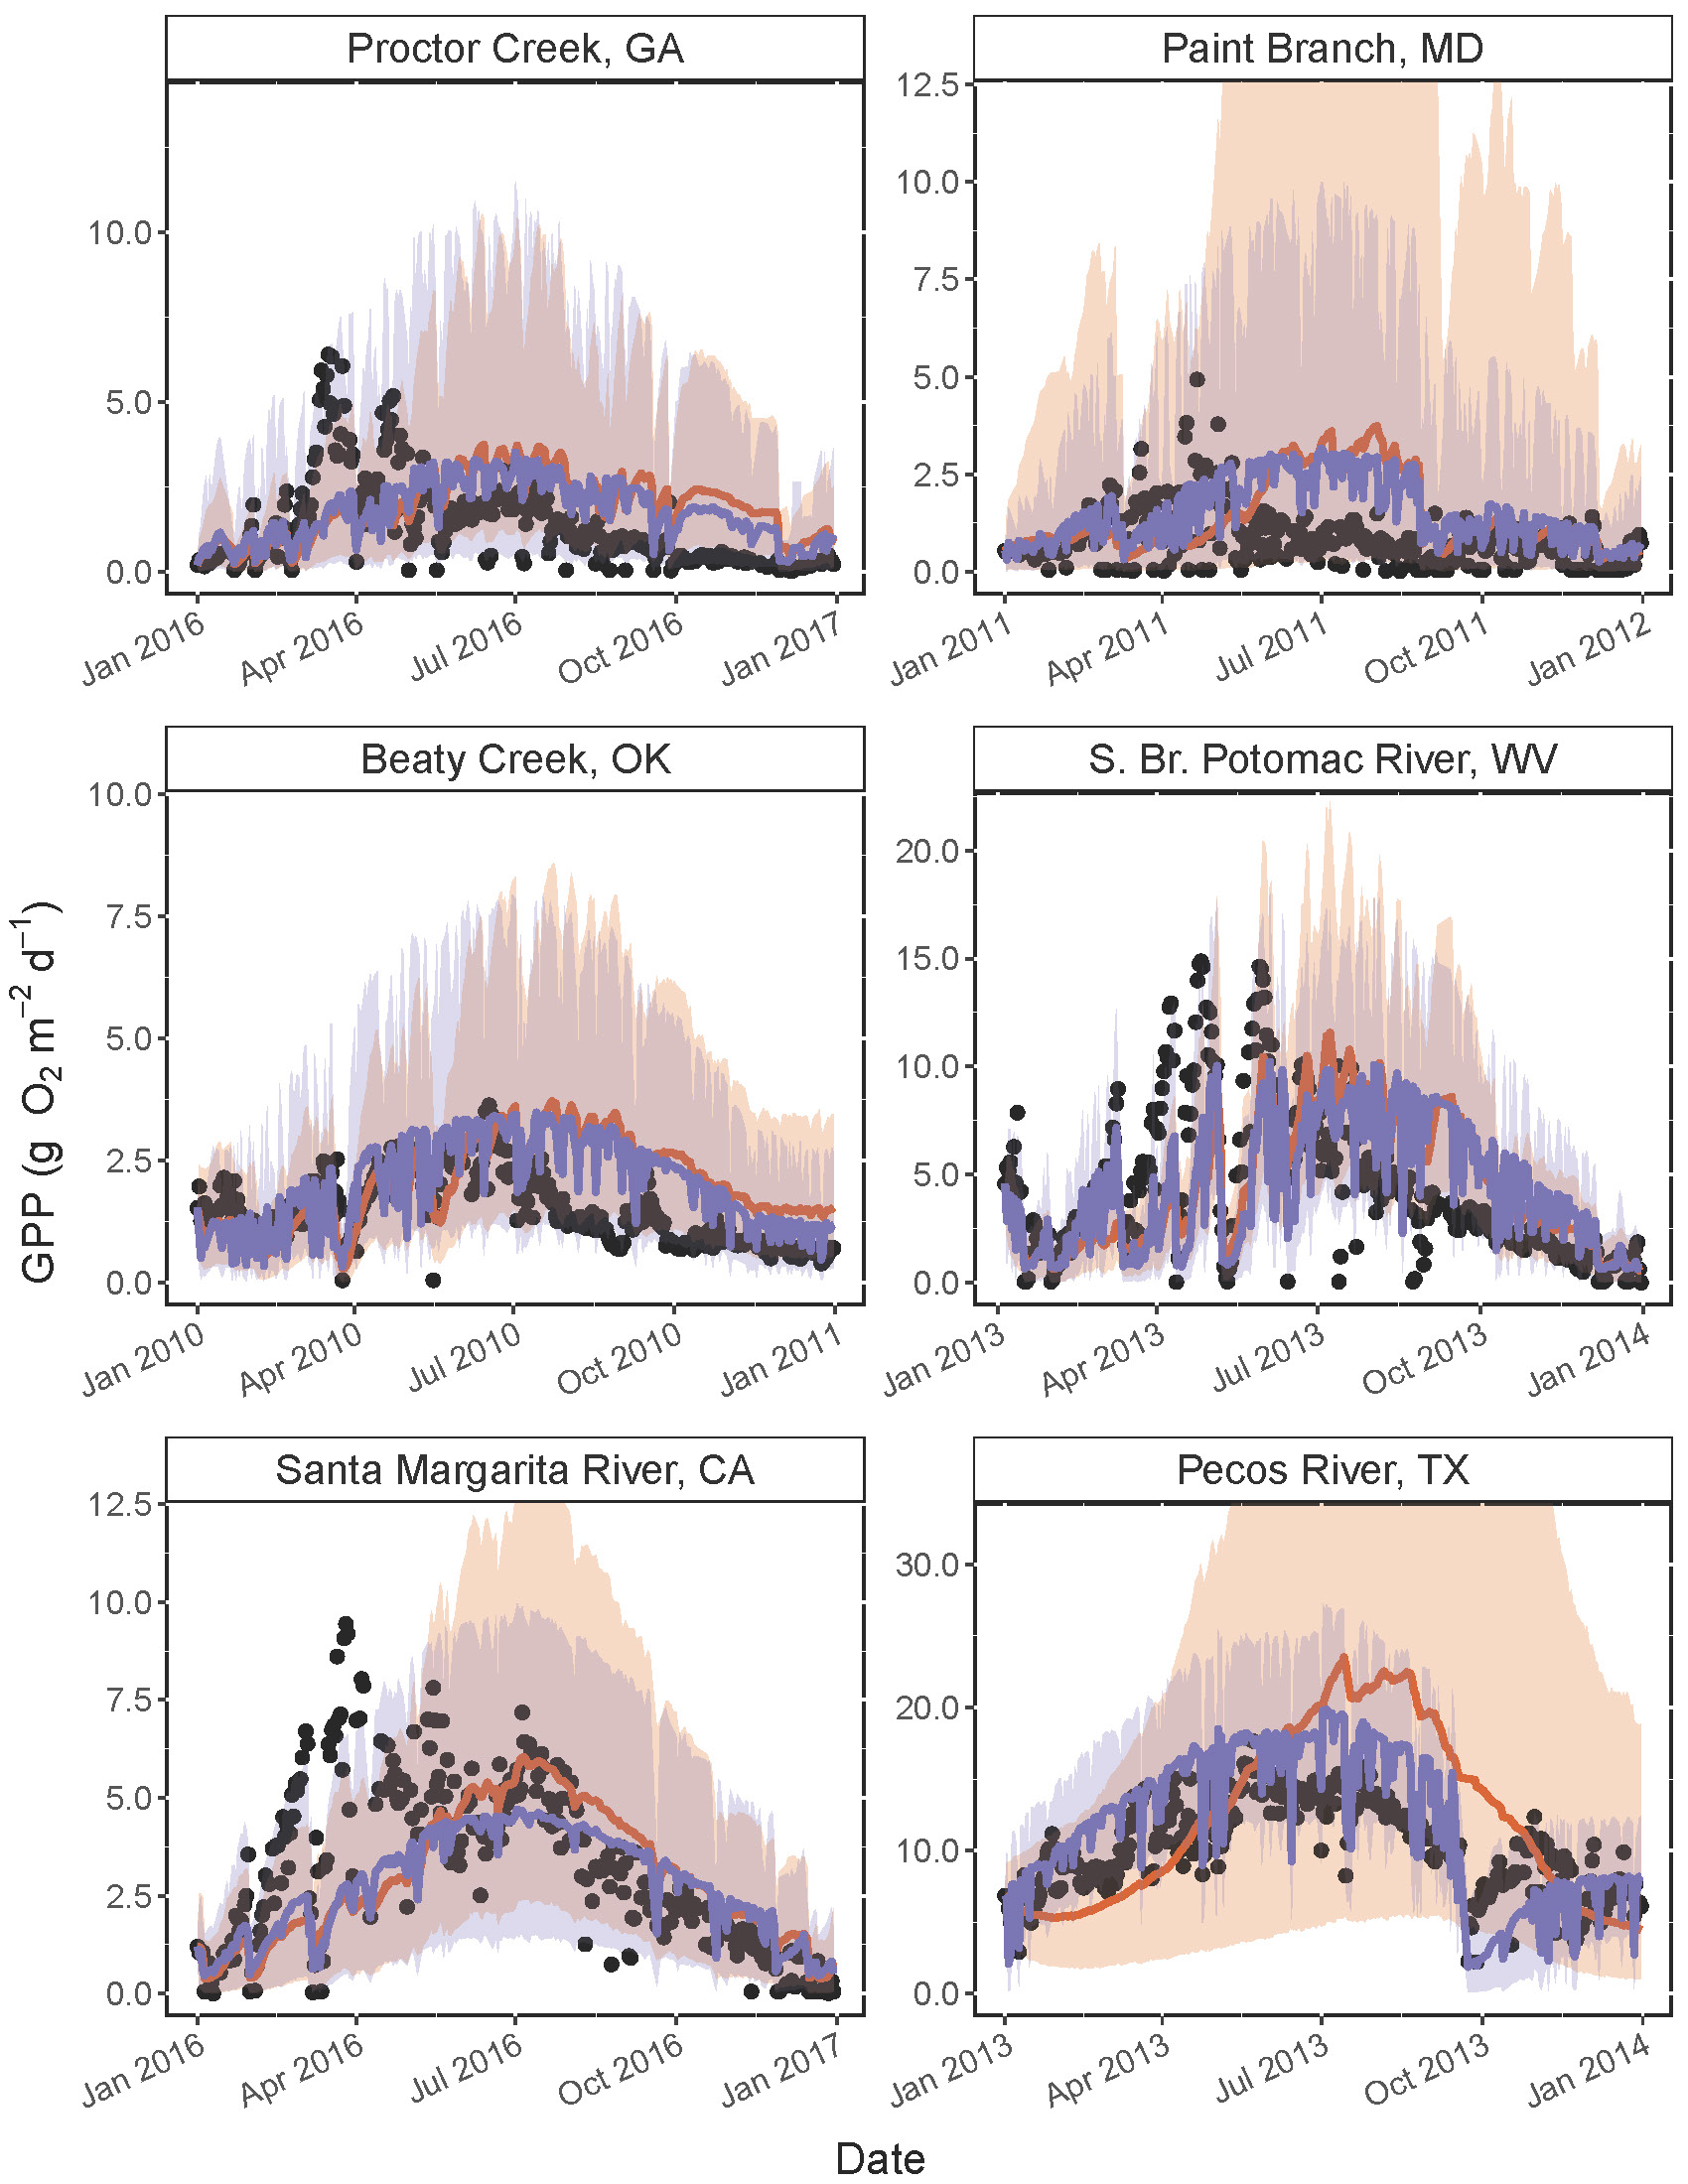 Proctor Creek, GA
Paint Branch, MD
10.0
5.0
0.0
12.5
10.0
7.5
5.0
2.5
0.0
Jan 2016
Apr 2016
Jul 2016
Oct 2016
Jan 2017
Jan 2011
Apr 2011
Jul 2011
Oct 2011
Jan 2012
Beaty Creek, OK
S. Br. Potomac River, WV
10.0
7.5
5.0
2.5
0.0
20.0
15.0
10.0
5.0
0.0
Jan 2010
Apr 2010
Jul 2010
Oct 2010
Jan 2011
Jan 2013
Apr 2013
Jul 2013
Oct 2013
Jan 2014
GPP (g O₂ m⁻² d⁻¹)
Santa Margarita River, CA
Pecos River, TX
12.5
10.0
7.5
5.0
2.5
0.0
30.0
20.0
10.0
0.0
Jan 2016
Apr 2016
Jul 2016
Oct 2016
Jan 2017
Jan 2013
Apr 2013
Jul 2013
Oct 2013
Jan 2014
Date